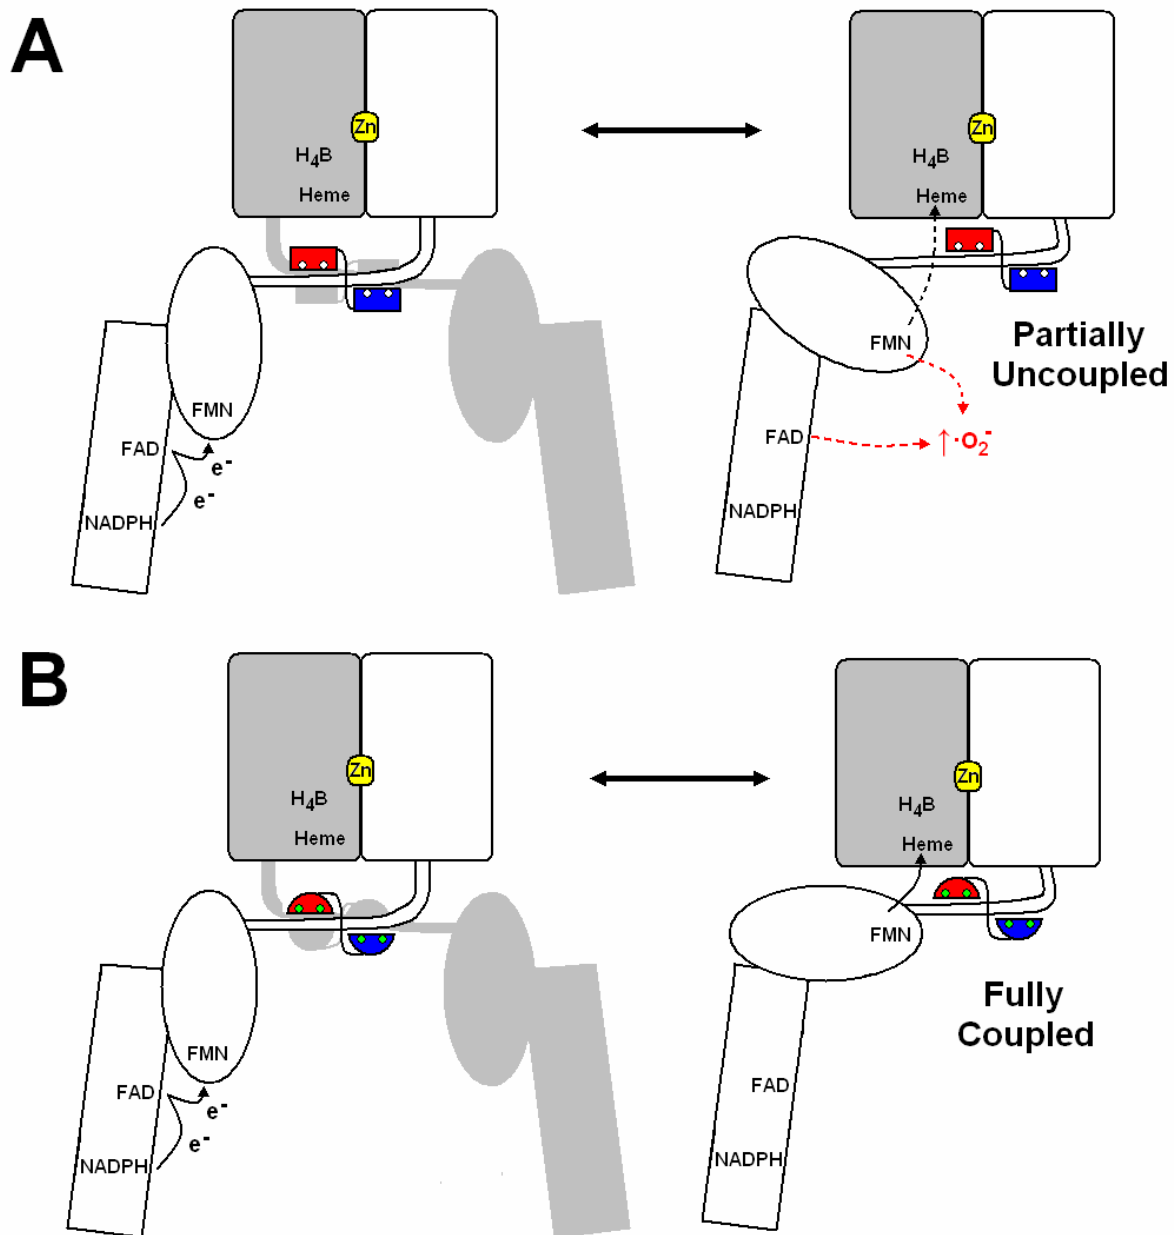 A
Zn
H₄B
Heme
FMN
FAD
e⁻
e⁻
NADPH
Zn
H₄B
Heme
FMN
Partially
Uncoupled
FAD
↑·O₂⁻
NADPH
B
Zn
H₄B
Heme
FMN
FAD
e⁻
e⁻
NADPH
Zn
H₄B
Heme
FMN
Fully
Coupled
FAD
NADPH